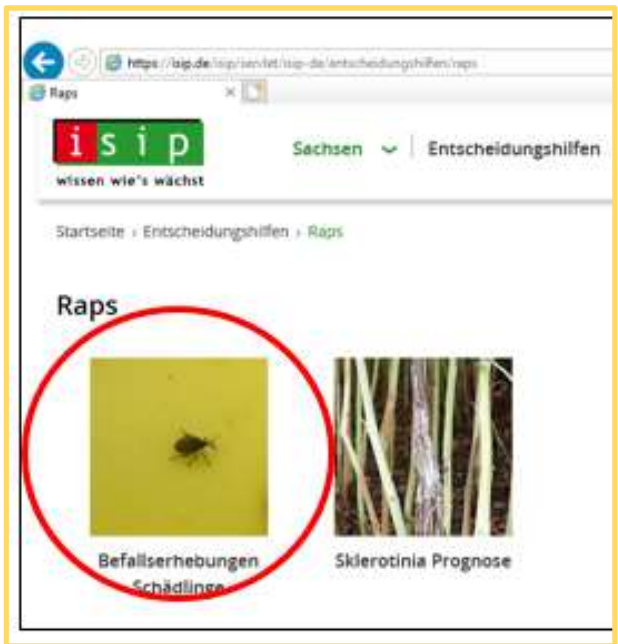 https://isip.de/isip/servlet/isip-de/entscheidungshilfen/raps
Raps
isip
wissen wie's wächst
Sachsen
Entscheidungshilfen
Startseite › Entscheidungshilfen › Raps
Raps
Befallserhebungen
Schädlinge
Sklerotinia Prognose